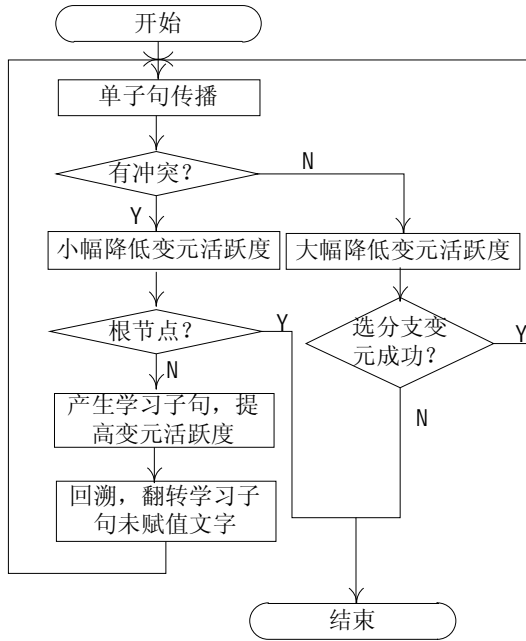 开始
单子句传播
有冲突?
N
Y
小幅降低变元活跃度
大幅降低变元活跃度
根节点?
Y
选分支变
元成功?
Y
N
产生学习子句，提
高变元活跃度
N
回溯，翻转学习子
句未赋值文字
结束